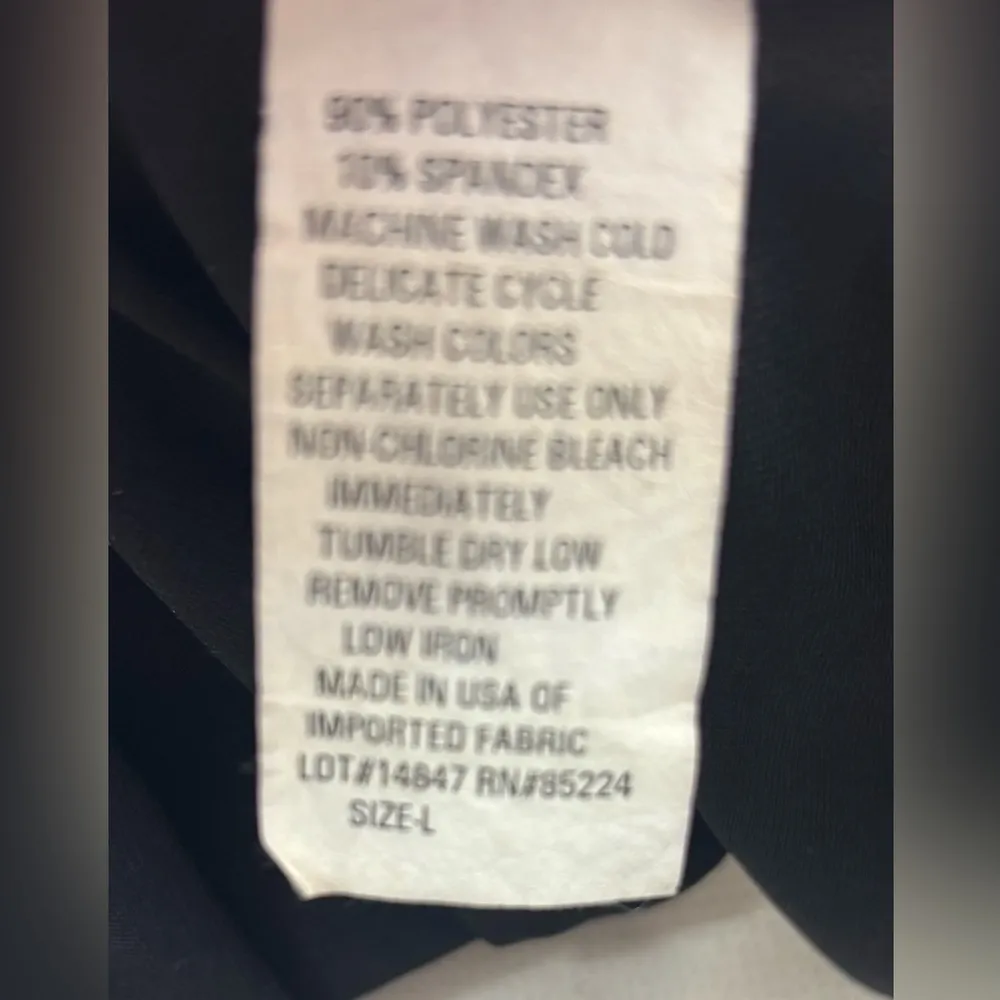 90% POLYESTER
10% SPANDEX
MACHINE WASH COLD
DELICATE CYCLE
WASH COLORS
SEPARATELY USE ONLY
NON-CHLORINE BLEACH
IMMEDIATELY
TUMBLE DRY LOW
REMOVE PROMPTLY
LOW IRON
MADE IN USA OF
IMPORTED FABRIC
LOT#14847 RN#85224
SIZE-L